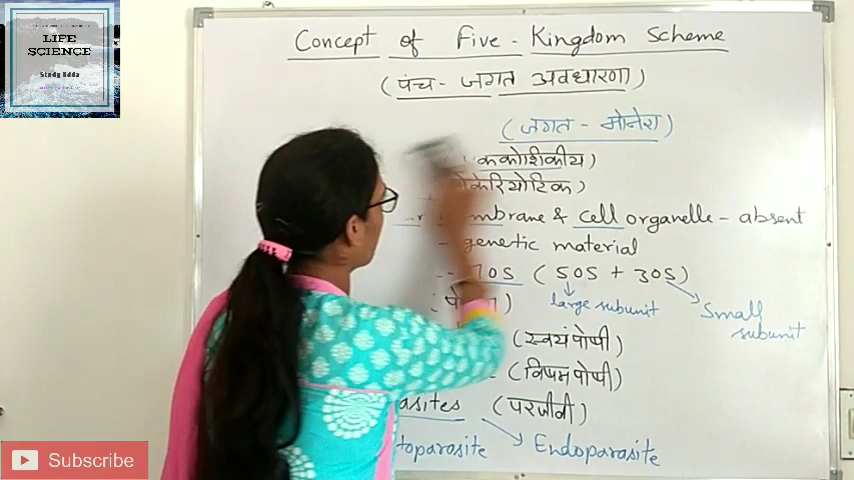 LIFE
SCIENCE
Study Adda
Concept of Five-Kingdom Scheme
(पंच-जगत अवधारणा)
(जगत-मोनेरा)
ककोशिकीय)
केरियोटिक)
mbrane & cell organelle - absent
- genetic material
70S (50S + 30S)
large subunit
Small
subunit
(स्वयंपोषी)
- (विषमपोषी)
asites (परजीवी)
toparasite Endoparasite
Subscribe